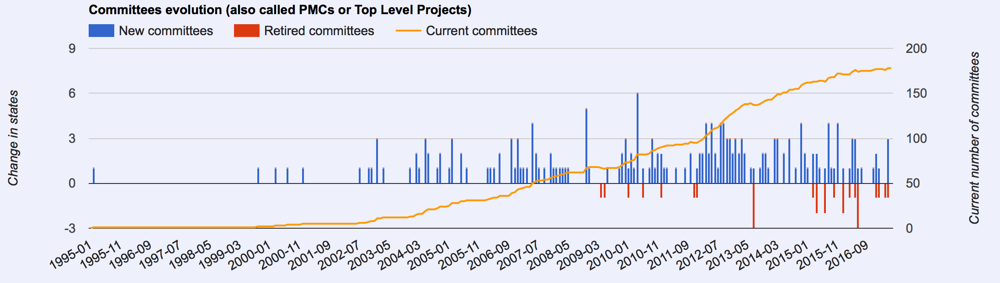 Committees evolution (also called PMCs or Top Level Projects)
New committees Retired committees Current committees
9 200
6 150
3 100
0 50
-3 0
Change in states
Current number of committees
1995-01 1995-11 1996-09 1997-07 1998-05 1999-03 2000-01 2000-11 2001-09 2002-07 2003-05 2004-03 2005-01 2005-11 2006-09 2007-07 2008-05 2009-03 2010-01 2010-11 2011-09 2012-07 2013-05 2014-03 2015-01 2015-11 2016-09